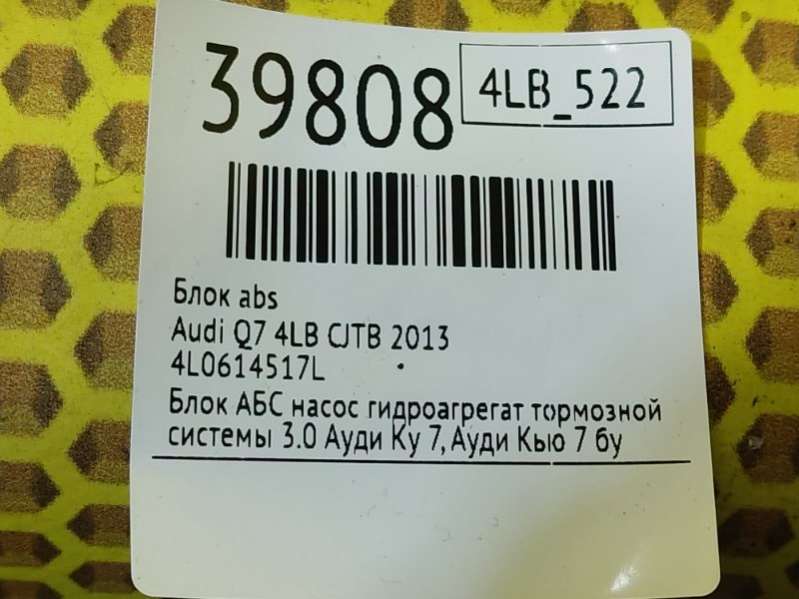 39808
4LB_522
Блок abs
Audi Q7 4LB CJTB 2013
4L0614517L
Блок АБС насос гидроагрегат тормозной
системы 3.0 Ауди Ку 7, Ауди Кью 7 бу